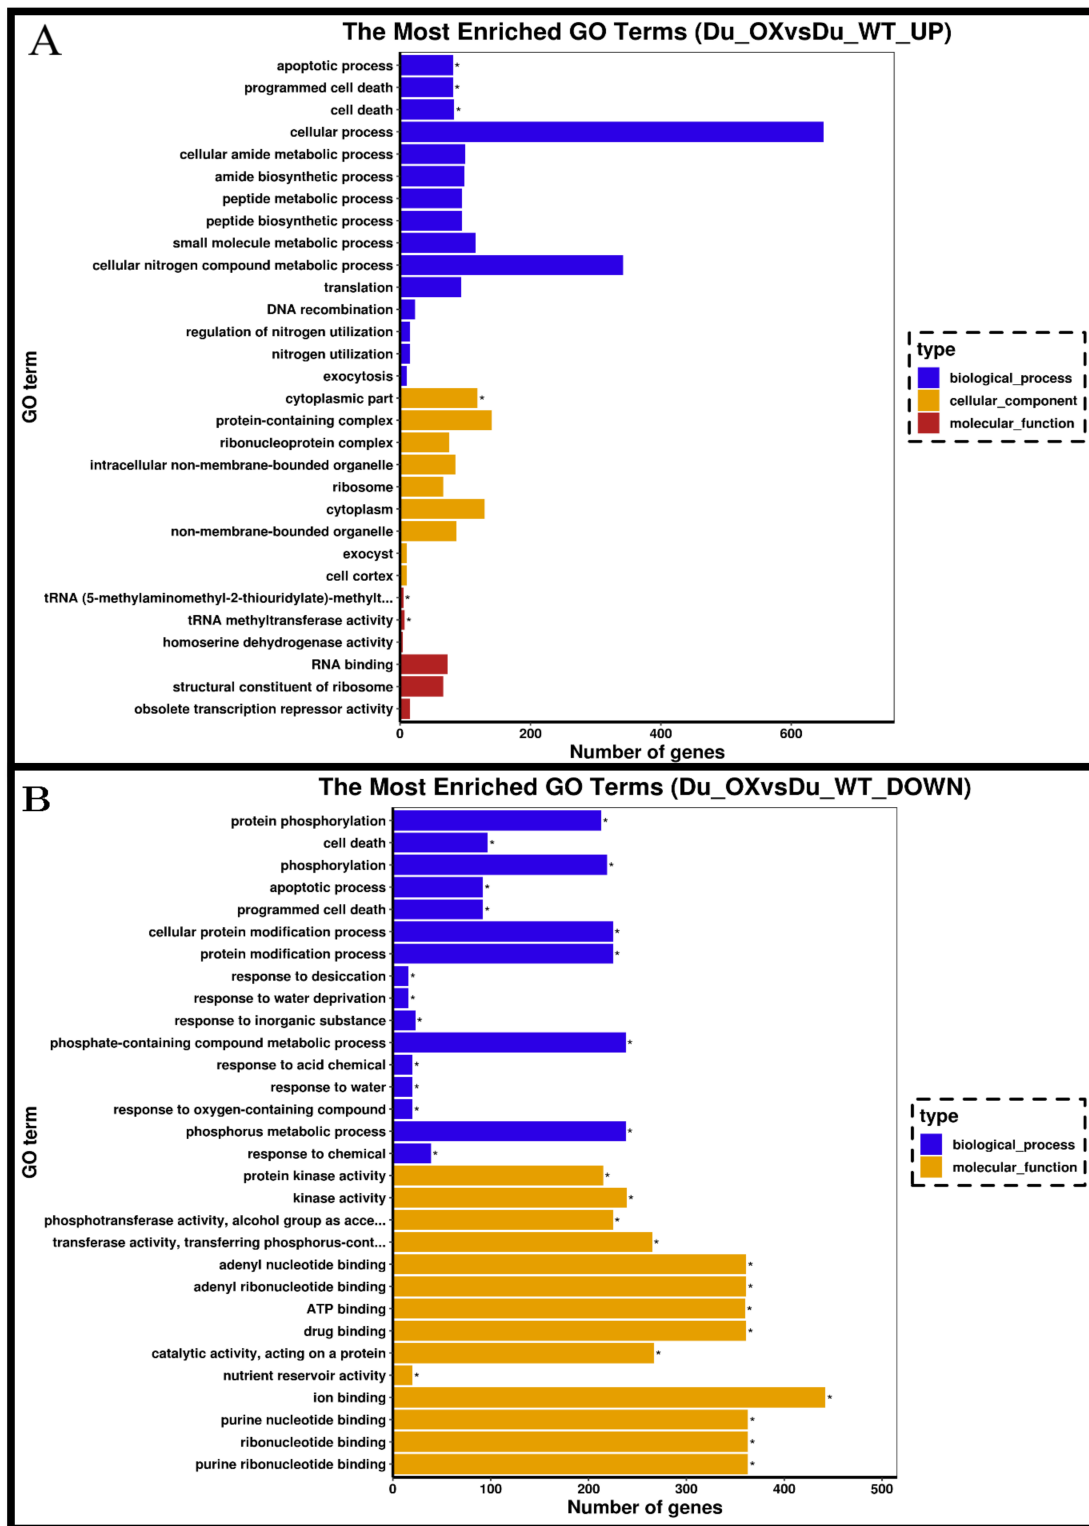 A
The Most Enriched GO Terms (Du_OXvsDu_WT_UP)
GO term
apoptotic process
*
programmed cell death
*
cell death
*
cellular process
cellular amide metabolic process
amide biosynthetic process
peptide metabolic process
peptide biosynthetic process
small molecule metabolic process
cellular nitrogen compound metabolic process
translation
DNA recombination
regulation of nitrogen utilization
nitrogen utilization
exocytosis
cytoplasmic part
*
protein-containing complex
ribonucleoprotein complex
intracellular non-membrane-bounded organelle
ribosome
cytoplasm
non-membrane-bounded organelle
exocyst
cell cortex
tRNA (5-methylaminomethyl-2-thiouridylate)-methylt...
*
tRNA methyltransferase activity
*
homoserine dehydrogenase activity
RNA binding
structural constituent of ribosome
obsolete transcription repressor activity
0 200 400 600
Number of genes
type
biological_process
cellular_component
molecular_function
B
The Most Enriched GO Terms (Du_OXvsDu_WT_DOWN)
GO term
protein phosphorylation
*
cell death
*
phosphorylation
*
apoptotic process
*
programmed cell death
*
cellular protein modification process
*
protein modification process
*
response to desiccation
*
response to water deprivation
*
response to inorganic substance
*
phosphate-containing compound metabolic process
*
response to acid chemical
*
response to water
*
response to oxygen-containing compound
*
phosphorus metabolic process
*
response to chemical
*
protein kinase activity
*
kinase activity
*
phosphotransferase activity, alcohol group as acce...
*
transferase activity, transferring phosphorus-cont...
*
adenyl nucleotide binding
*
adenyl ribonucleotide binding
*
ATP binding
*
drug binding
*
catalytic activity, acting on a protein
*
nutrient reservoir activity
*
ion binding
*
purine nucleotide binding
*
ribonucleotide binding
*
purine ribonucleotide binding
*
0 100 200 300 400 500
Number of genes
type
biological_process
molecular_function